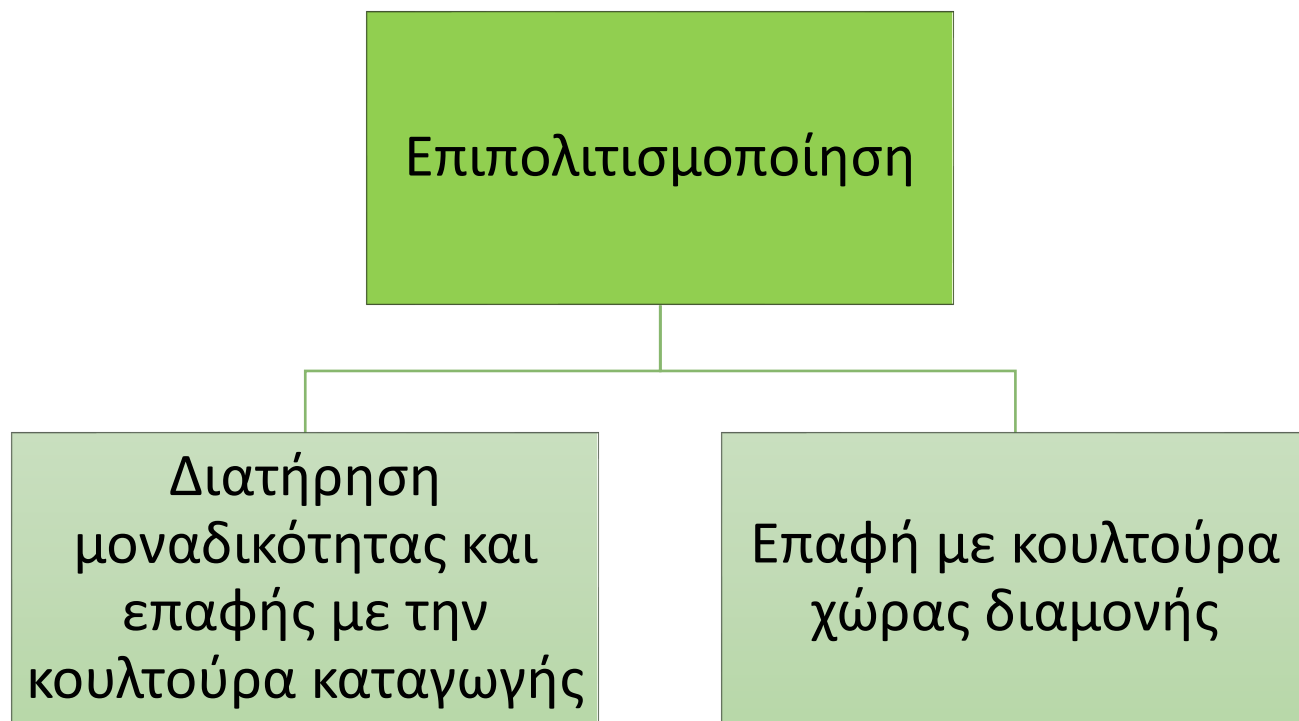 Επιπολιτισμοποίηση
Διατήρηση
μοναδικότητας και
επαφής με την
κουλτούρα καταγωγής
Επαφή με κουλτούρα
χώρας διαμονής